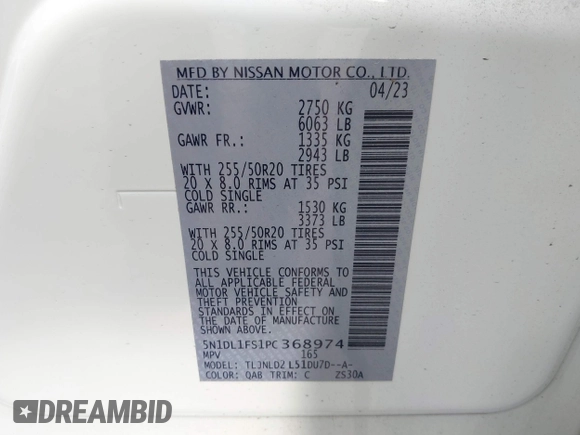 MFD BY NISSAN MOTOR CO., LTD.
DATE: 04/23
GVWR: 2750 KG
6063 LB
GAWR FR.: 1335 KG
2943 LB
WITH 255/50R20 TIRES
20 X 8.0 RIMS AT 35 PSI
COLD SINGLE
GAWR RR.: 1530 KG
3373 LB
WITH 255/50R20 TIRES
20 X 8.0 RIMS AT 35 PSI
COLD SINGLE
THIS VEHICLE CONFORMS TO
ALL APPLICABLE FEDERAL
MOTOR VEHICLE SAFETY AND
THEFT PREVENTION
STANDARDS IN EFFECT ON
THE DATE OF MANUFACTURE
SHOWN ABOVE.
5N1DL1FS1PC368974
MPV 165
MODEL: TLJNLD2 L51DU7D--A-
COLOR: QAB TRIM: C ZS30A
DREAMBID